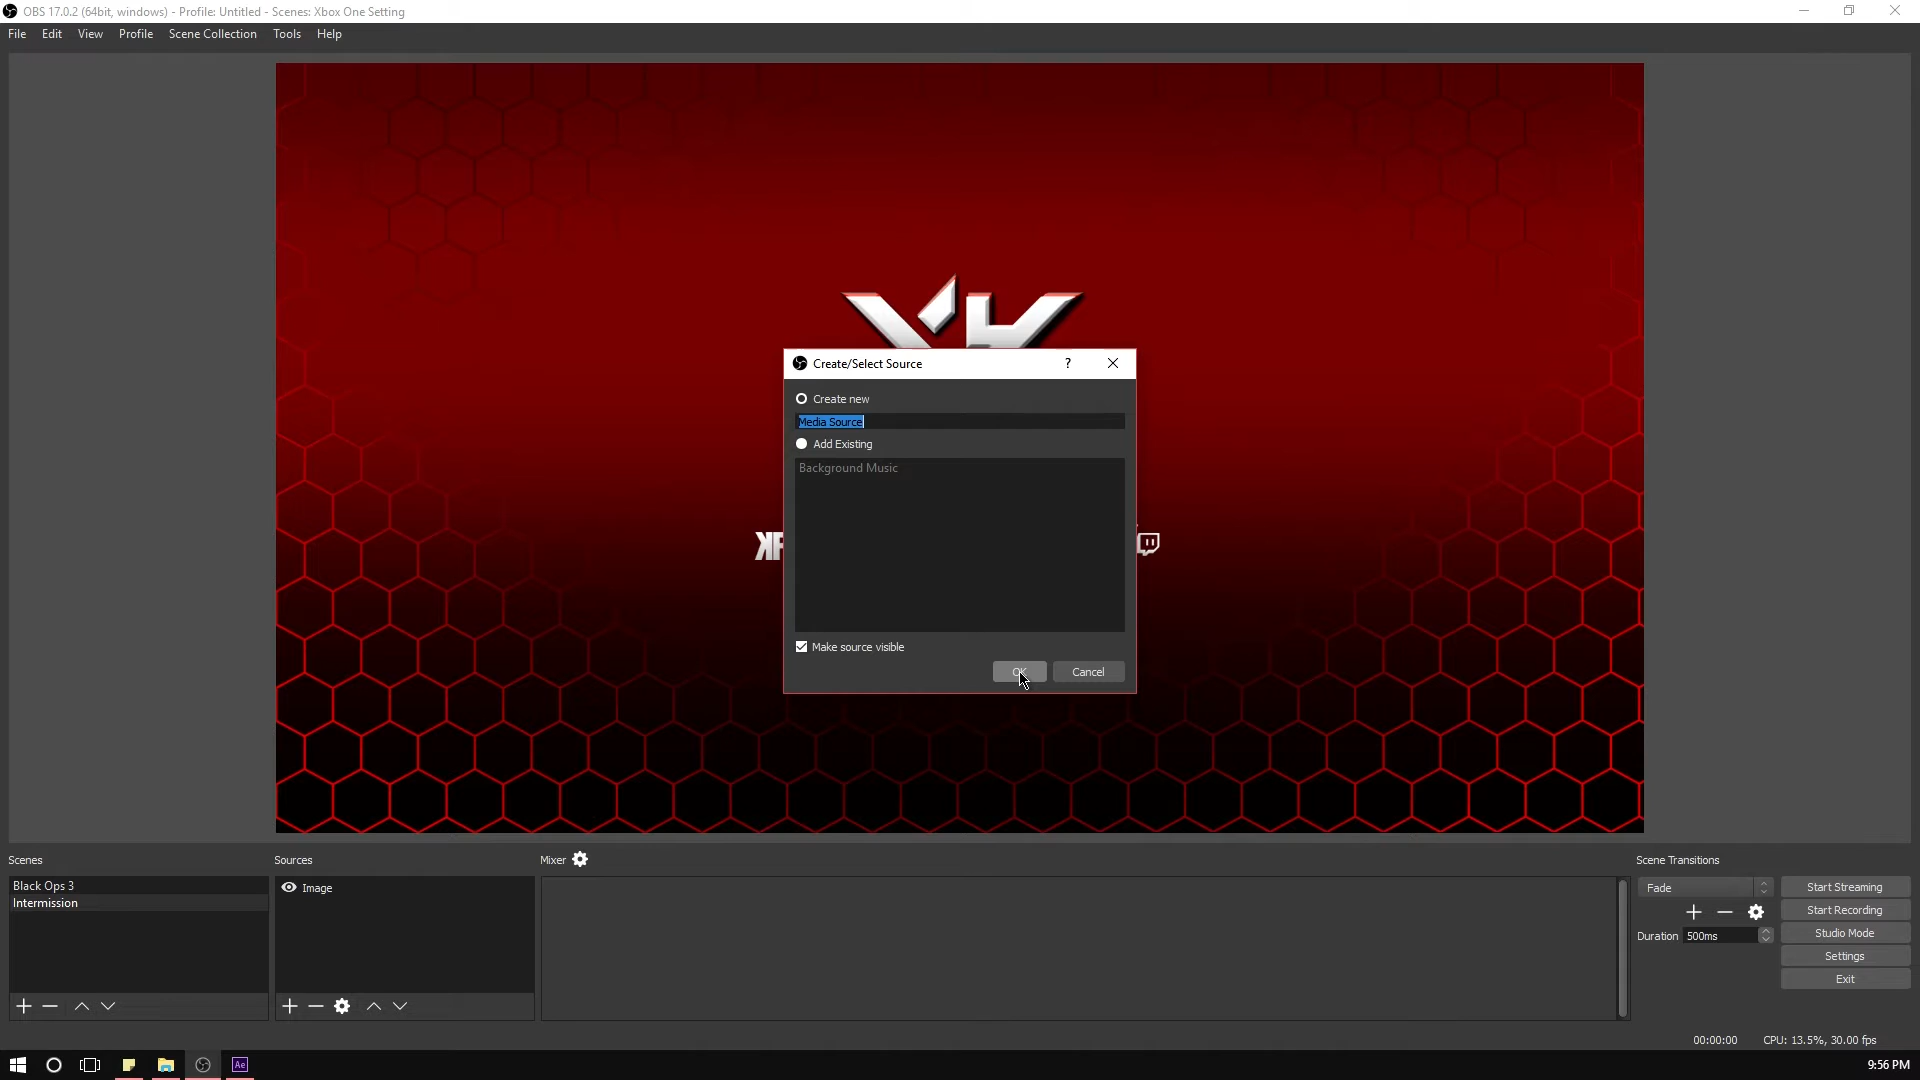 OBS 17.0.2 (64bit, windows) - Profile: Untitled - Scenes: Xbox One Setting
File Edit View Profile Scene Collection Tools Help
Create/Select Source ?
Create new
Media Source
Add Existing
Background Music
Make source visible
OK Cancel
Scenes
Black Ops 3
Intermission
Sources
Image
Mixer
Scene Transitions
Fade
Duration 500ms
Start Streaming
Start Recording
Studio Mode
Settings
Exit
00:00:00 CPU: 13.5%, 30.00 fps
Ae
9:56 PM